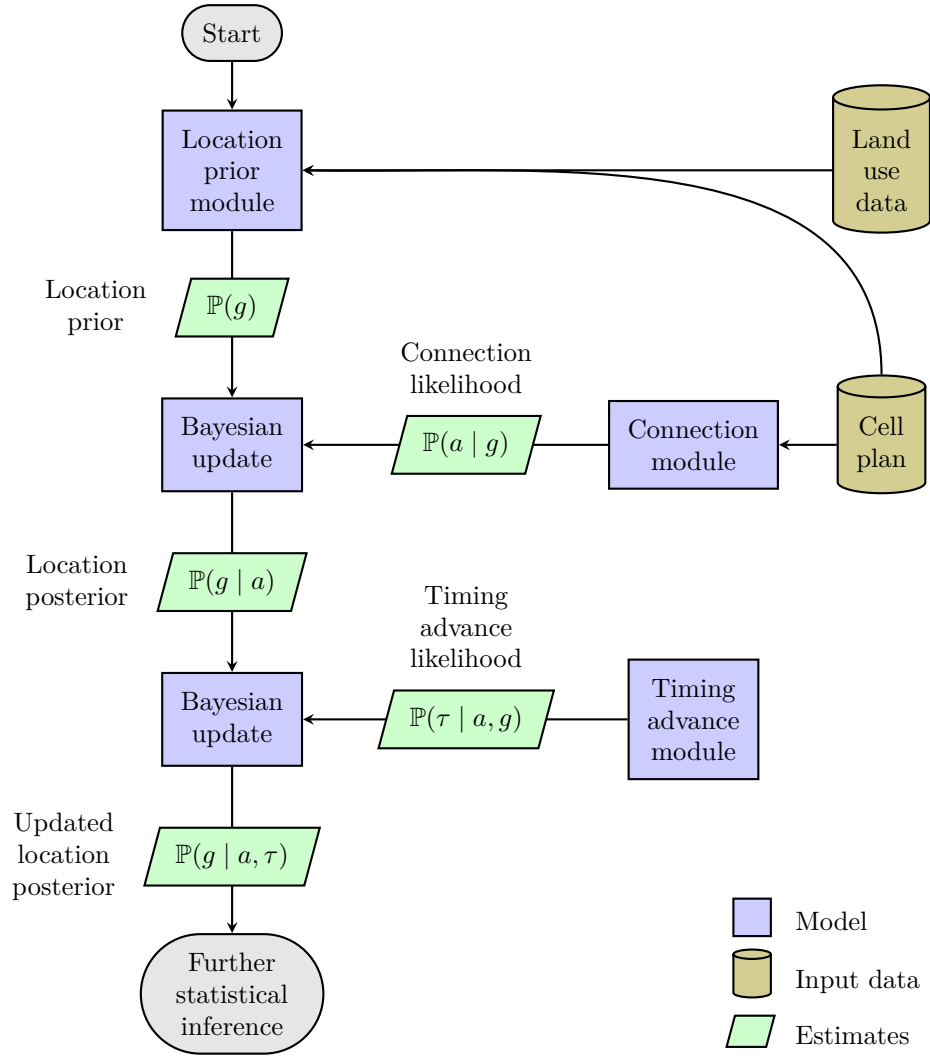 Start
Location
prior
module
Land
use
data
Location
prior
ℙ(g)
Connection
likelihood
Bayesian
update
ℙ(a | g)
Connection
module
Cell
plan
Location
posterior
ℙ(g | a)
Timing
advance
likelihood
Bayesian
update
ℙ(τ | a, g)
Timing
advance
module
Updated
location
posterior
ℙ(g | a, τ)
Further
statistical
inference
Model
Input data
Estimates